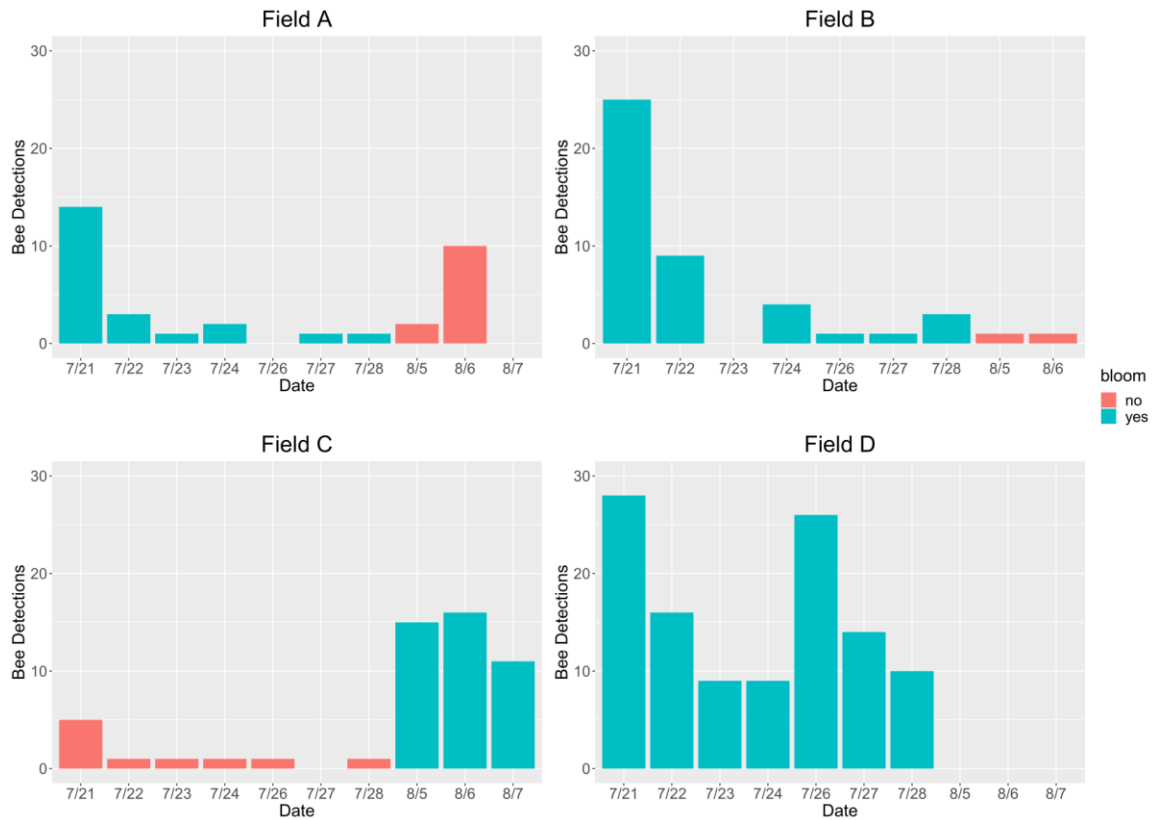 Field A
30
20
10
0
Bee Detections
7/21 7/22 7/23 7/24 7/26 7/27 7/28 8/5 8/6 8/7
Date
Field B
30
20
10
0
Bee Detections
7/21 7/22 7/23 7/24 7/26 7/27 7/28 8/5 8/6
Date
bloom
no
yes
Field C
30
20
10
0
Bee Detections
7/21 7/22 7/23 7/24 7/26 7/27 7/28 8/5 8/6 8/7
Date
Field D
30
20
10
0
Bee Detections
7/21 7/22 7/23 7/24 7/26 7/27 7/28 8/5 8/6 8/7
Date